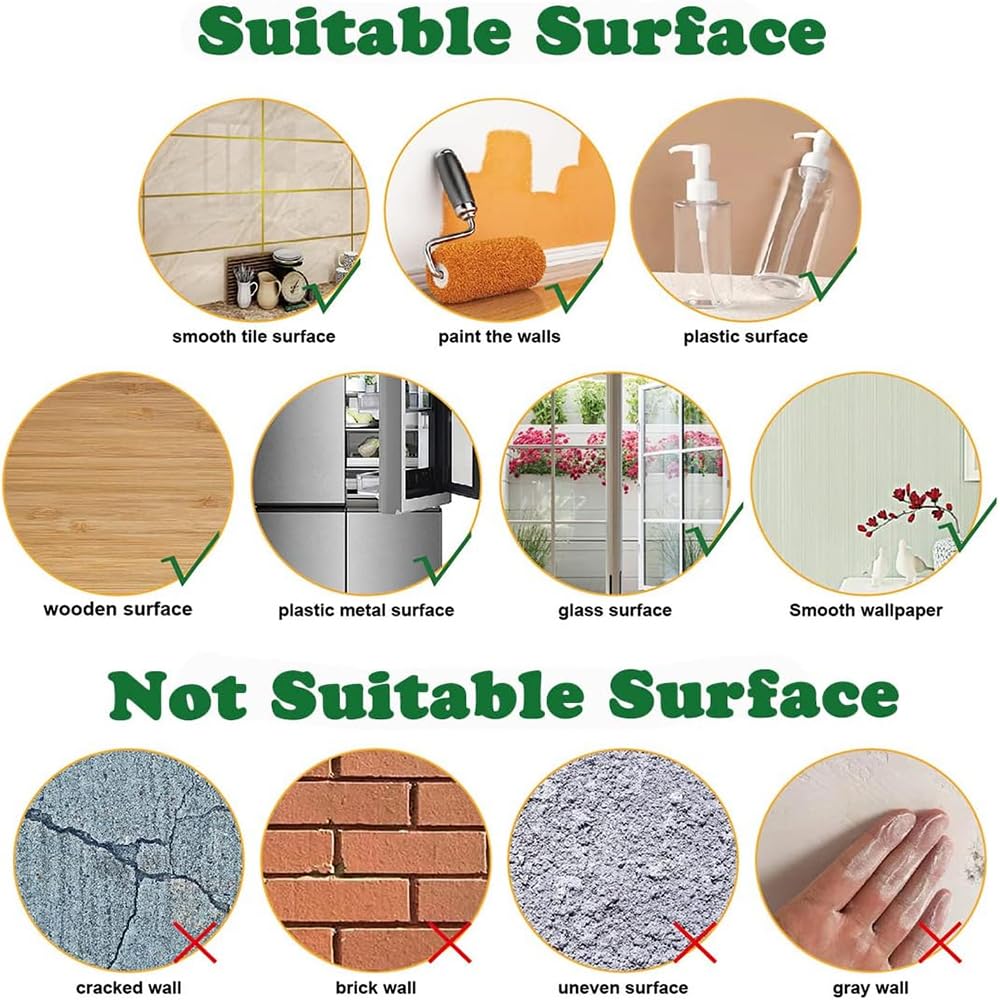 Suitable Surface
smooth tile surface
paint the walls
plastic surface
wooden surface
plastic metal surface
glass surface
Smooth wallpaper
Not Suitable Surface
cracked wall
brick wall
uneven surface
gray wall